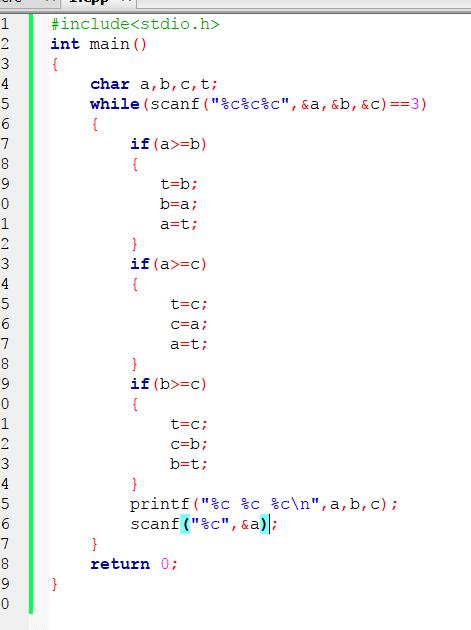 1.cpp
1 #include<stdio.h>
2 int main()
3 {
4 char a,b,c,t;
5 while(scanf("%c%c%c",&a,&b,&c)==3)
6 {
7 if(a>=b)
8 {
9 t=b;
0 b=a;
1 a=t;
2 }
3 if(a>=c)
4 {
5 t=c;
6 c=a;
7 a=t;
8 }
9 if(b>=c)
0 {
1 t=c;
2 c=b;
3 b=t;
4 }
5 printf("%c %c %c\n",a,b,c);
6 scanf("%c",&a);
7 }
8 return 0;
9 }
0